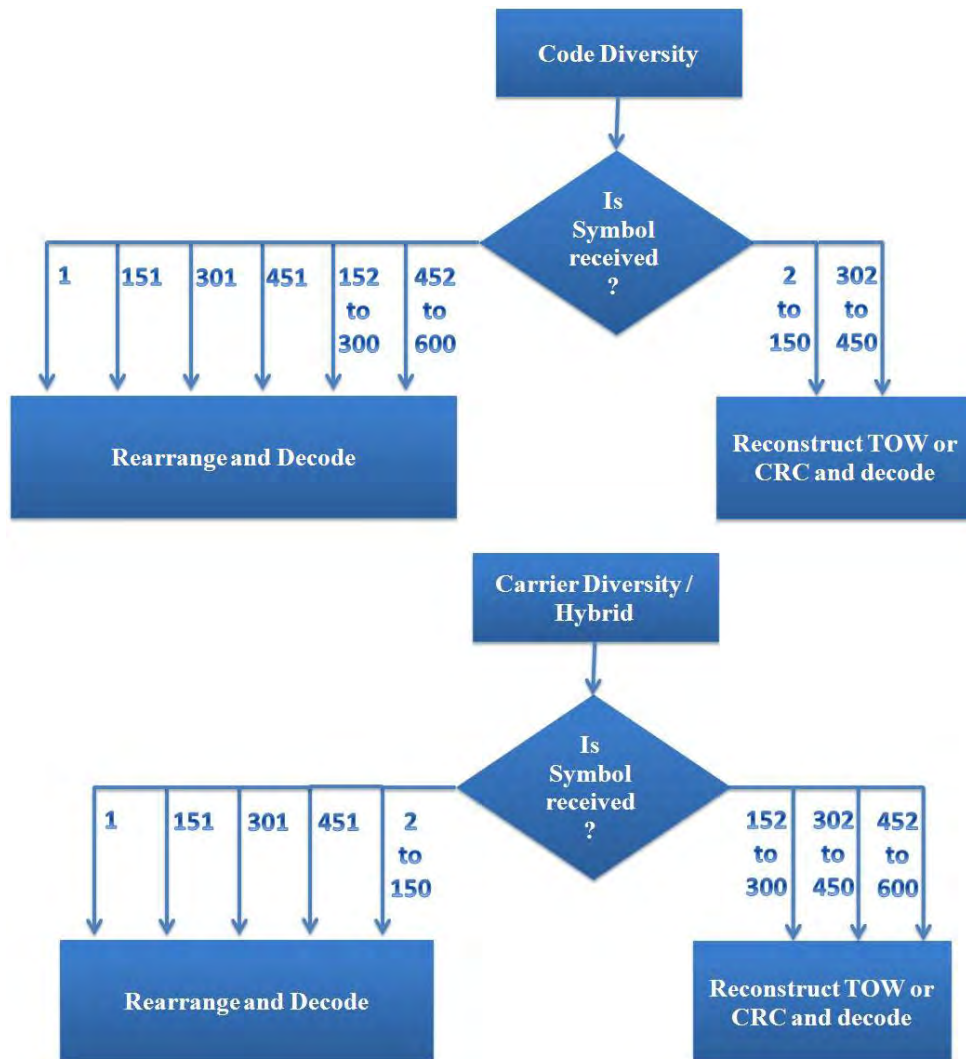 Code Diversity
Is
Symbol
received
?
1
151
301
451
152
to
300
452
to
600
2
to
150
302
to
450
Rearrange and Decode
Reconstruct TOW or
CRC and decode
Carrier Diversity /
Hybrid
Is
Symbol
received
?
1
151
301
451
2
to
150
152
to
300
302
to
450
452
to
600
Rearrange and Decode
Reconstruct TOW or
CRC and decode